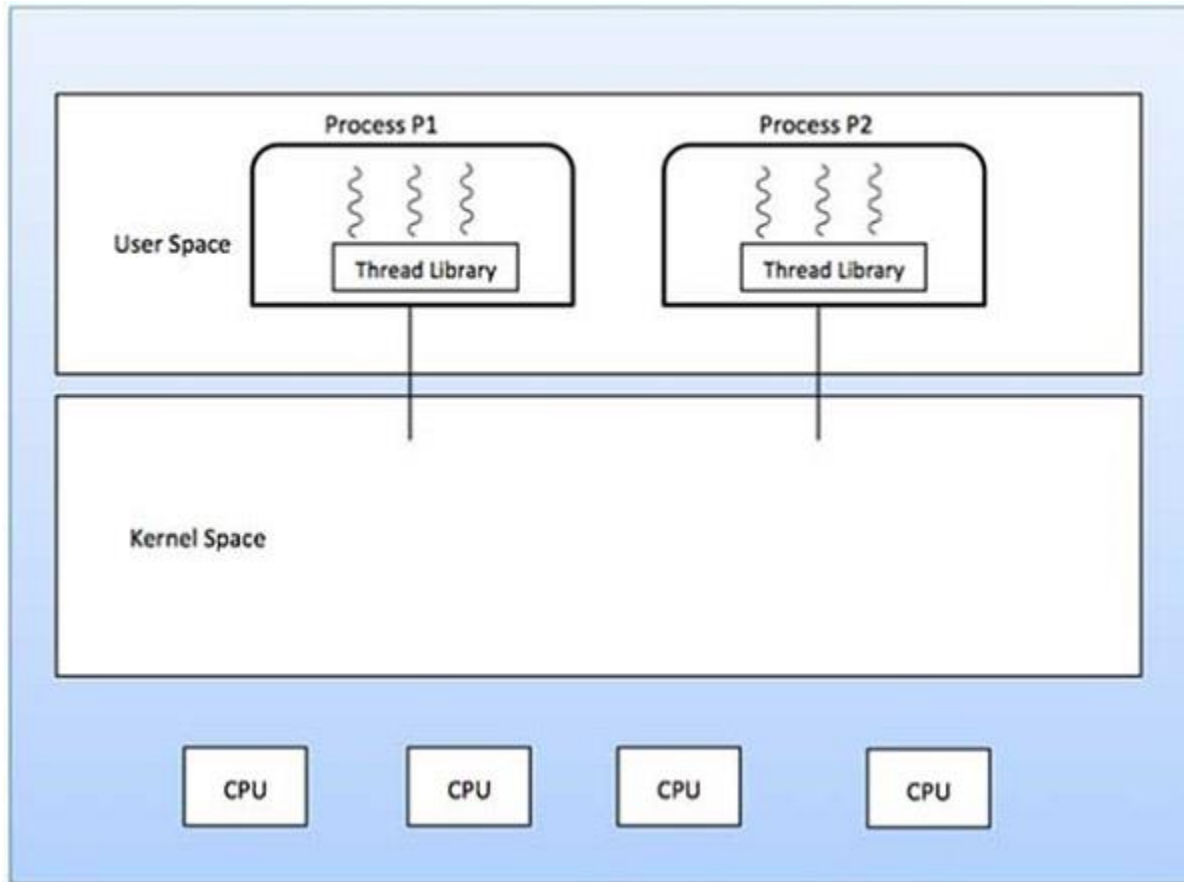 Process P1
Process P2
User Space
Thread Library
Thread Library
Kernel Space
CPU
CPU
CPU
CPU